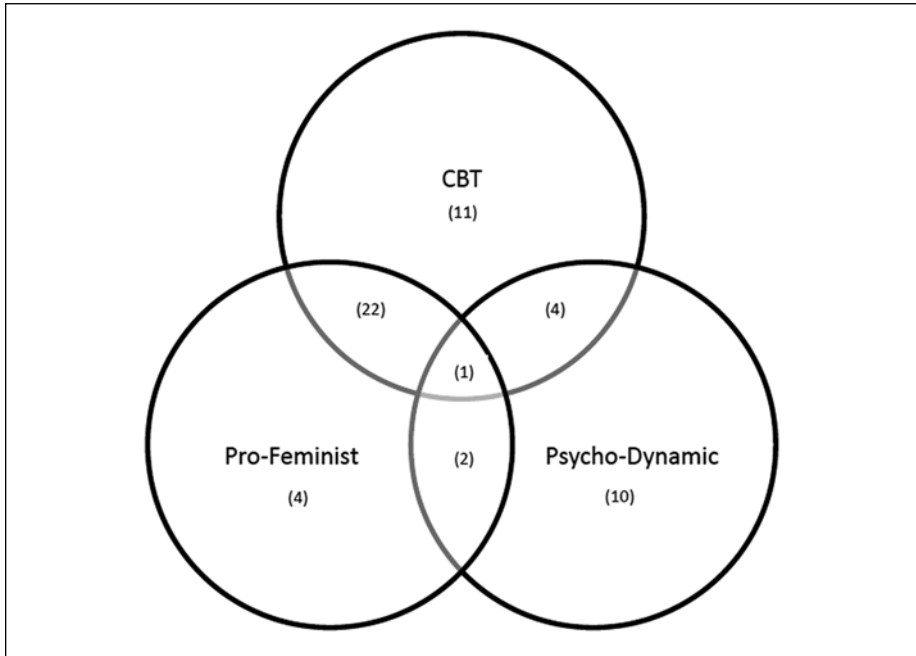 CBT
(11)
(22)
(4)
(1)
Pro-Feminist
(4)
(2)
Psycho-Dynamic
(10)